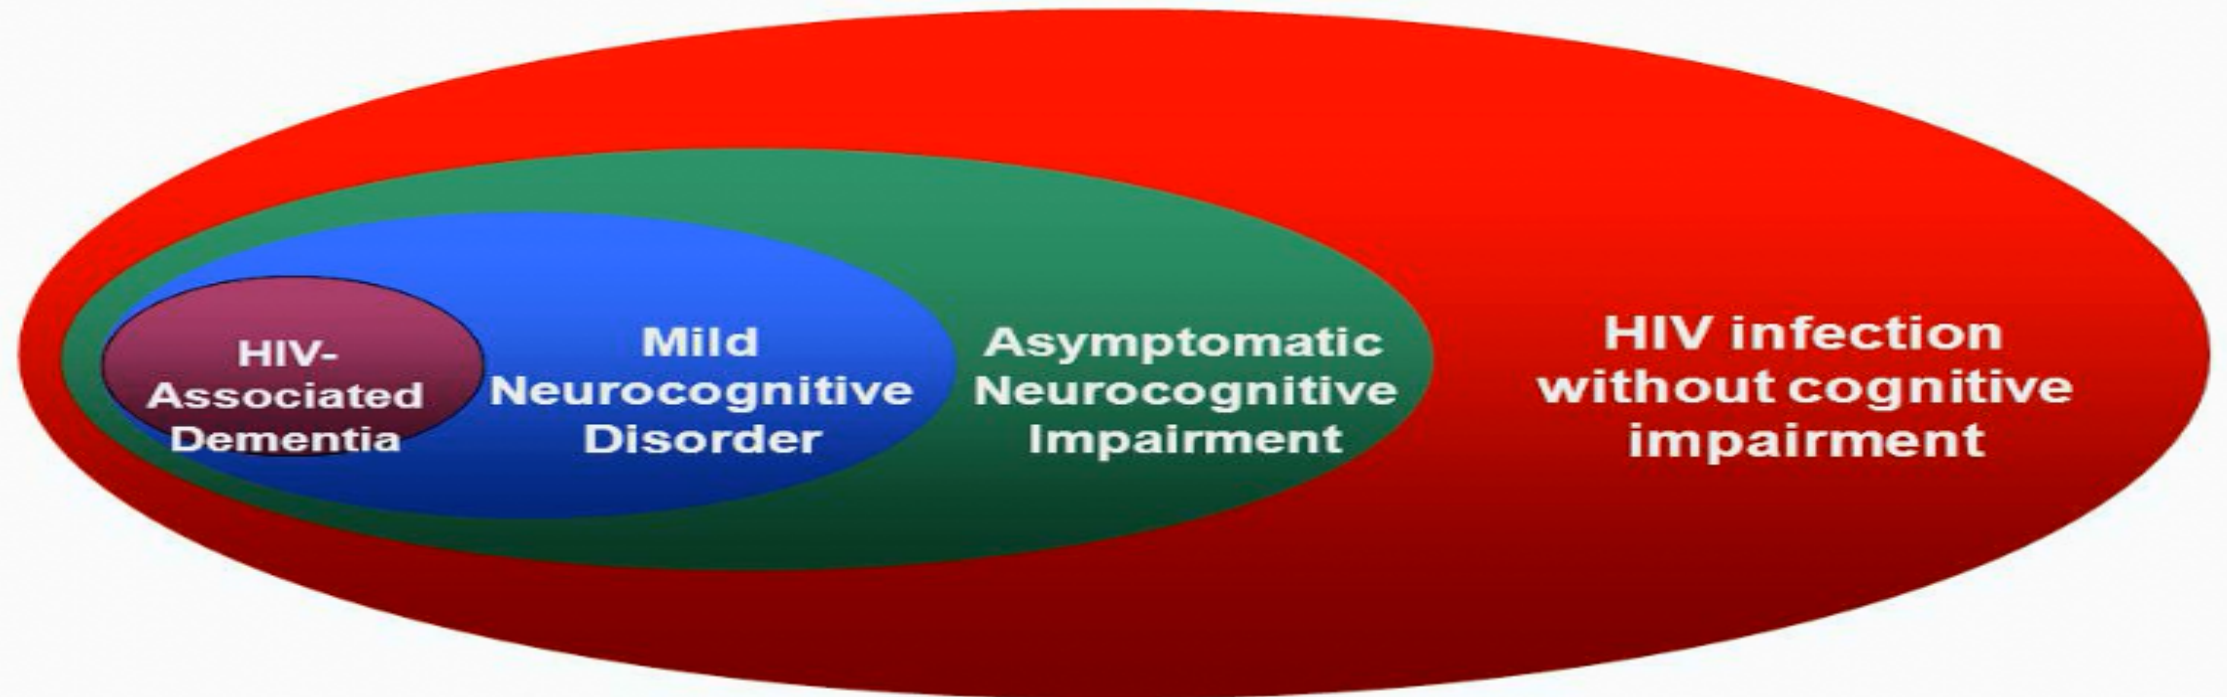 HIV-
Associated
Dementia
Mild
Neurocognitive
Disorder
Asymptomatic
Neurocognitive
Impairment
HIV infection
without cognitive
impairment